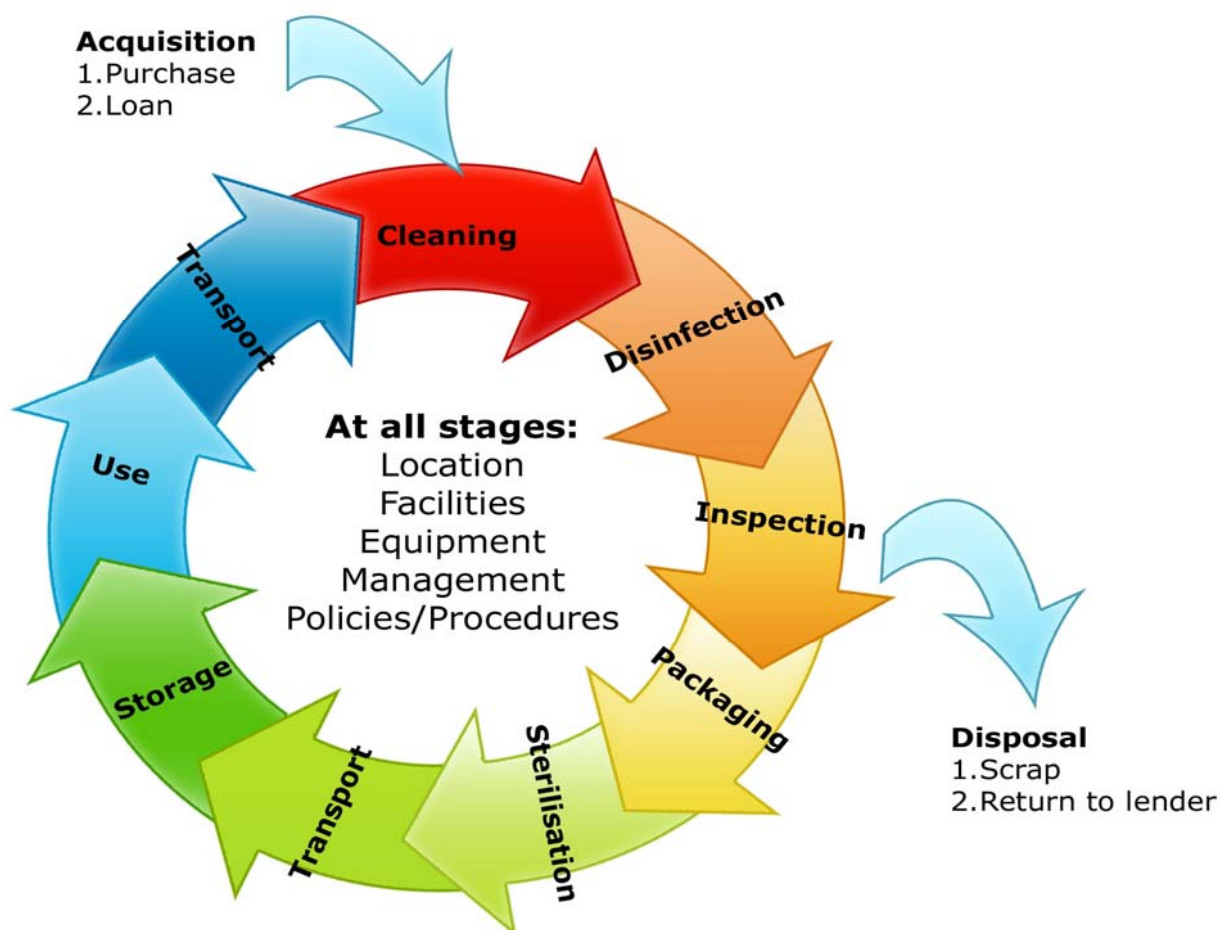 Acquisition
1.Purchase
2.Loan
Cleaning
Disinfection
Inspection
Packaging
Sterilisation
Transport
Storage
Use
Transport
At all stages:
Location
Facilities
Equipment
Management
Policies/Procedures
Disposal
1.Scrap
2.Return to lender